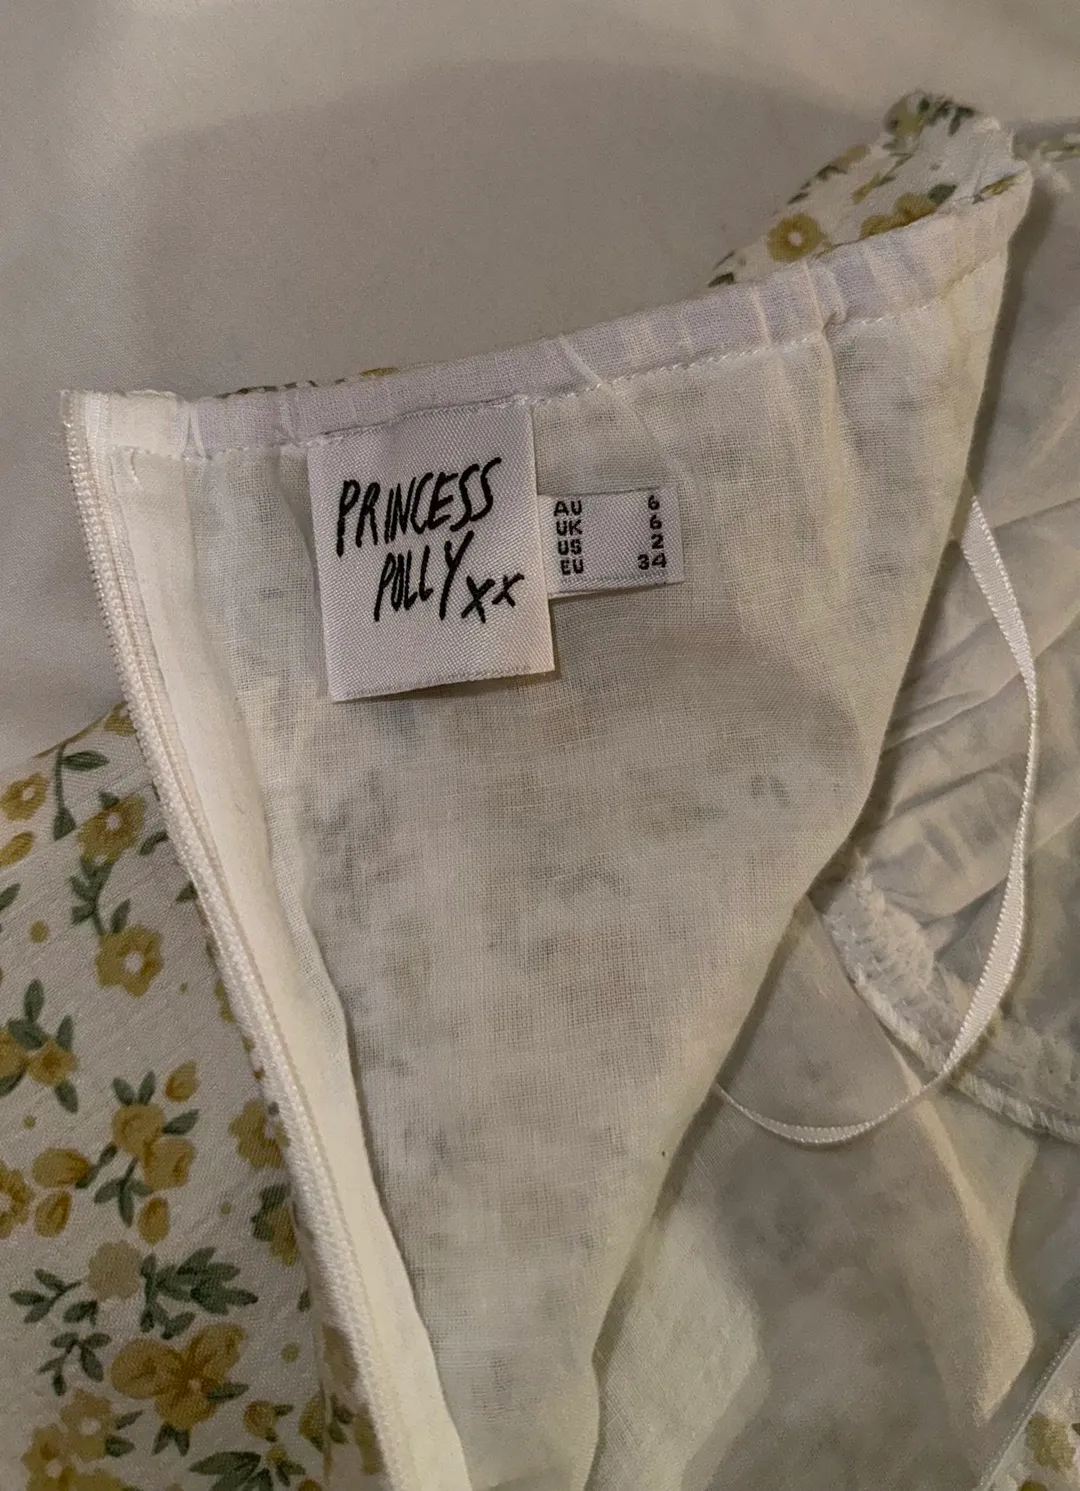 PRINCESS
POLLY xx
AU 6
UK 6
US 2
EU 34